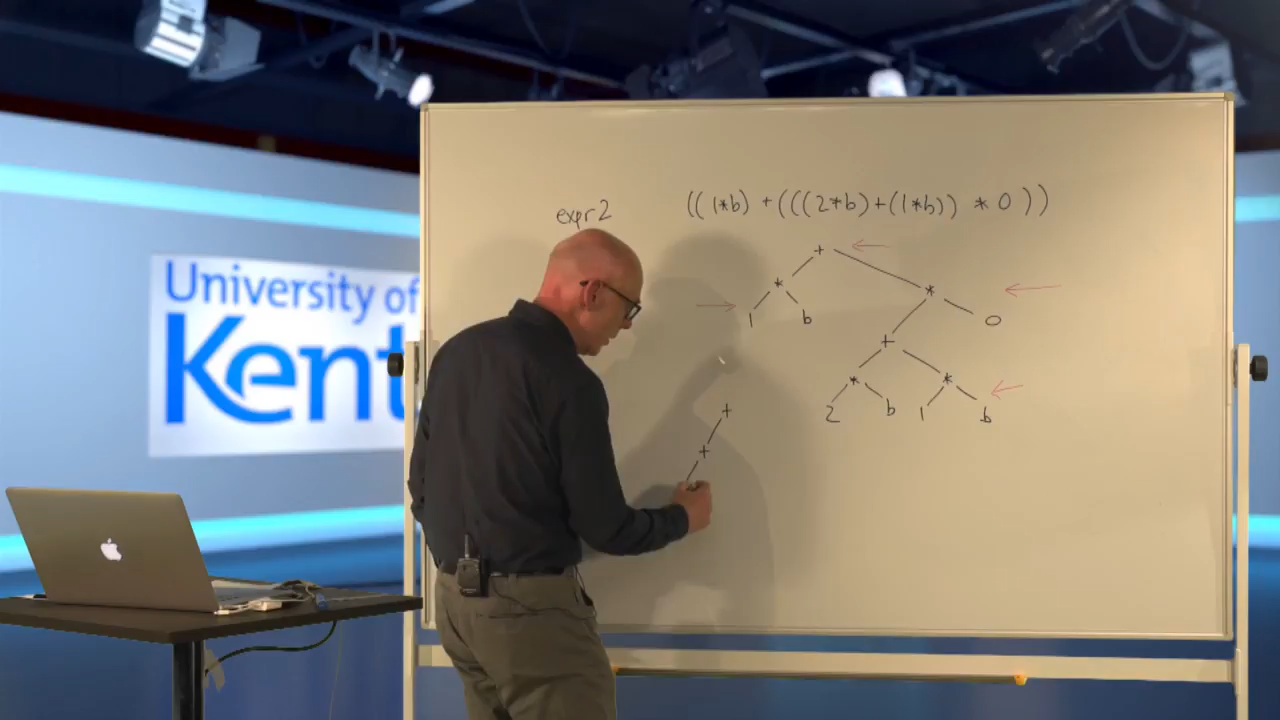 University of
Kent
expr2
((1*b) + (((2*b)+(1*b)) * 0))
+
*
*
1
b
0
+
*
*
2
b
1
b
+
+